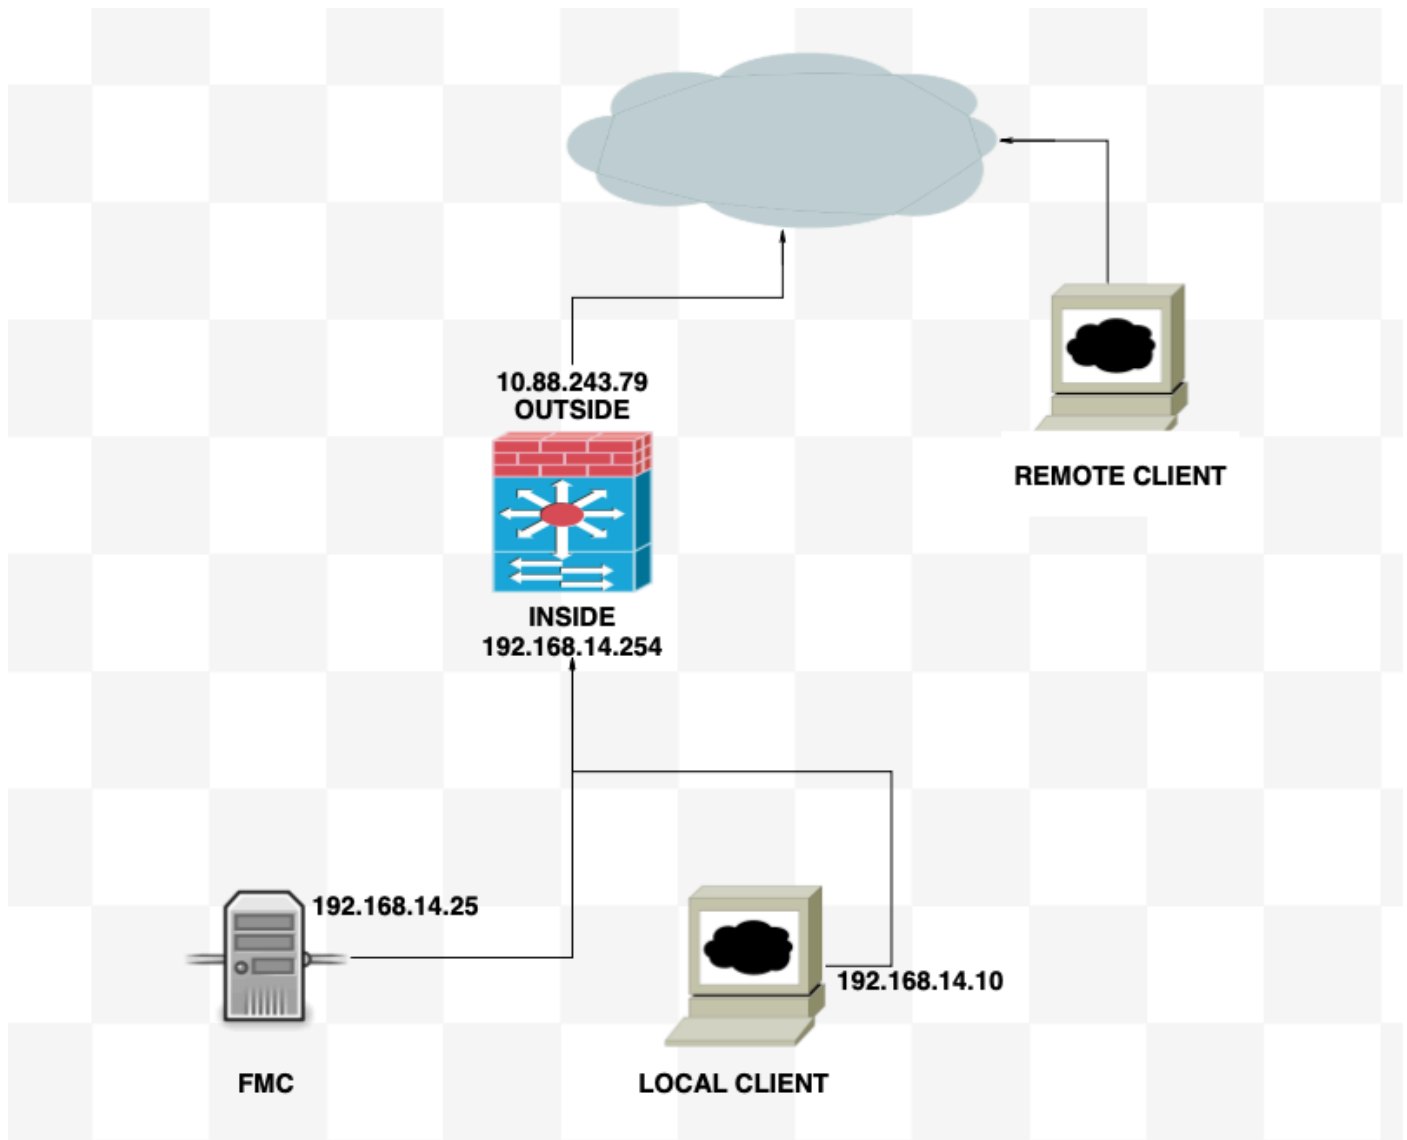 10.88.243.79
OUTSIDE
REMOTE CLIENT
INSIDE
192.168.14.254
192.168.14.25
192.168.14.10
FMC
LOCAL CLIENT